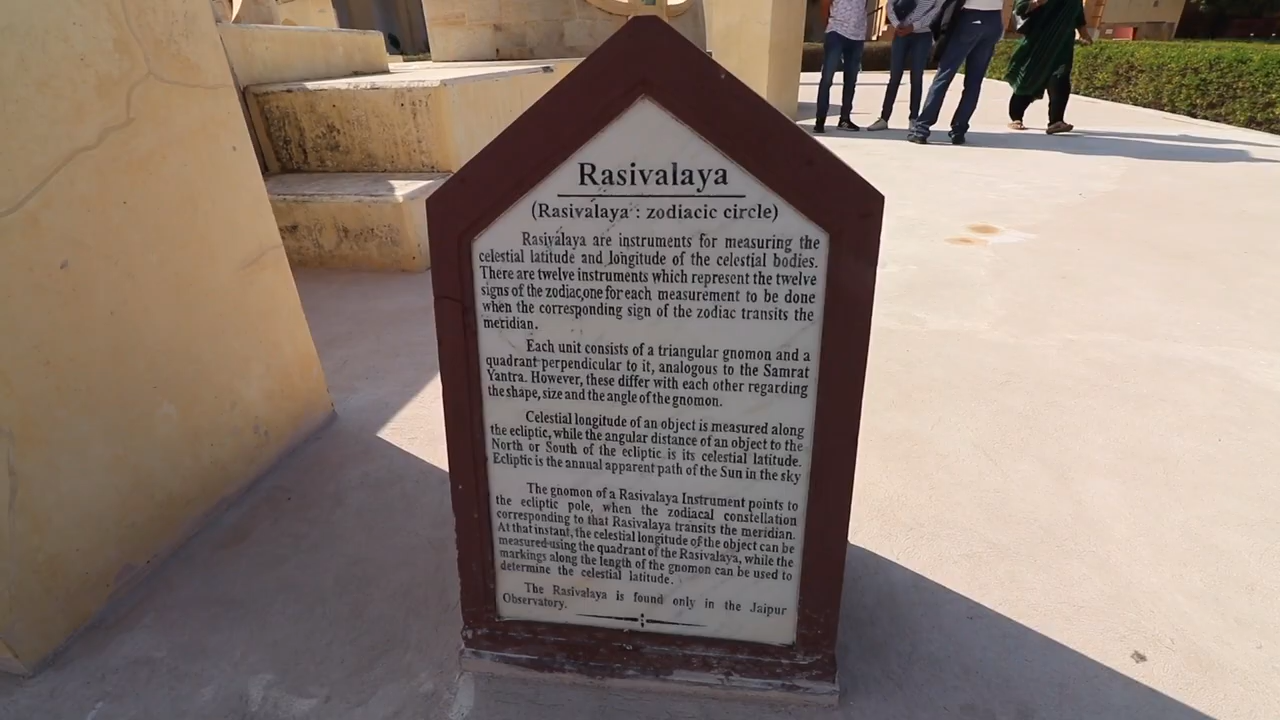 Rasivalaya
(Rasivalaya : zodiacic circle)
Rasivalaya are instruments for measuring the
celestial latitude and longitude of the celestial bodies.
There are twelve instruments which represent the twelve
signs of the zodiac,one for each measurement to be done
when the corresponding sign of the zodiac transits the
meridian.
Each unit consists of a triangular gnomon and a
quadrant perpendicular to it, analogous to the Samrat
Yantra. However, these differ with each other regarding
the shape, size and the angle of the gnomon.
Celestial longitude of an object is measured along
the ecliptic, while the angular distance of an object to the
North or South of the ecliptic is its celestial latitude.
Ecliptic is the annual apparent path of the Sun in the sky
The gnomon of a Rasivalaya Instrument points to
the ecliptic pole, when the zodiacal constellation
corresponding to that Rasivalaya transits the meridian.
At that instant, the celestial longitude of the object can be
measured using the quadrant of the Rasivalaya, while the
markings along the length of the gnomon can be used to
determine the celestial latitude.
The Rasivalaya is found only in the Jaipur
Observatory.